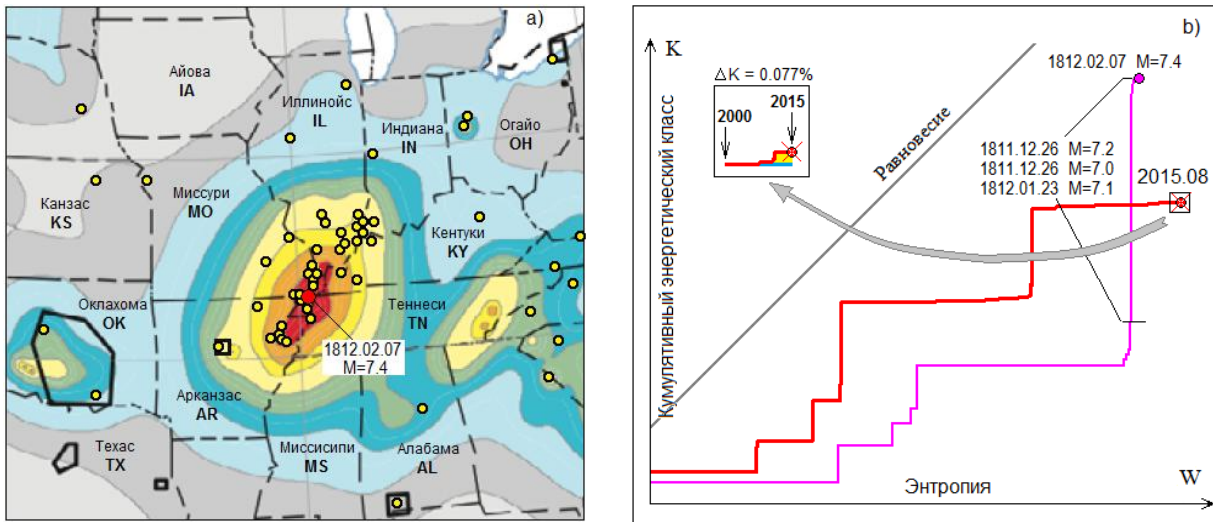 a)
Айова
IA
Иллинойс
IL
Индиана
IN
Огайо
OH
Миссури
MO
Канзас
KS
Кентуки
KY
Оклахома
OK
Теннеси
TN
1812.02.07
M=7.4
Арканзас
AR
Техас
TX
Миссисипи
MS
Алабама
AL
b)
K
Кумулятивный энергетический класс
ΔK = 0.077%
2015
2000
Равновесие
1812.02.07 M=7.4
1811.12.26 M=7.2
1811.12.26 M=7.0
1812.01.23 M=7.1
2015.08
Энтропия
W